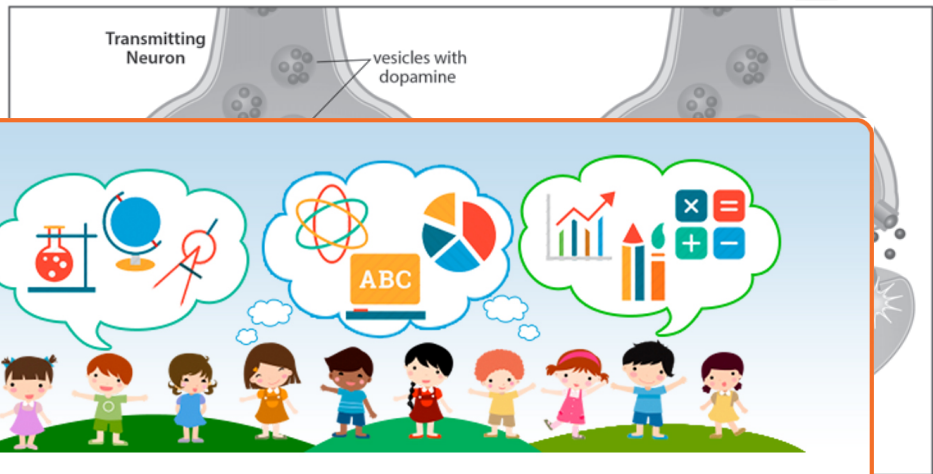 Transmitting
Neuron
vesicles with
dopamine
ABC